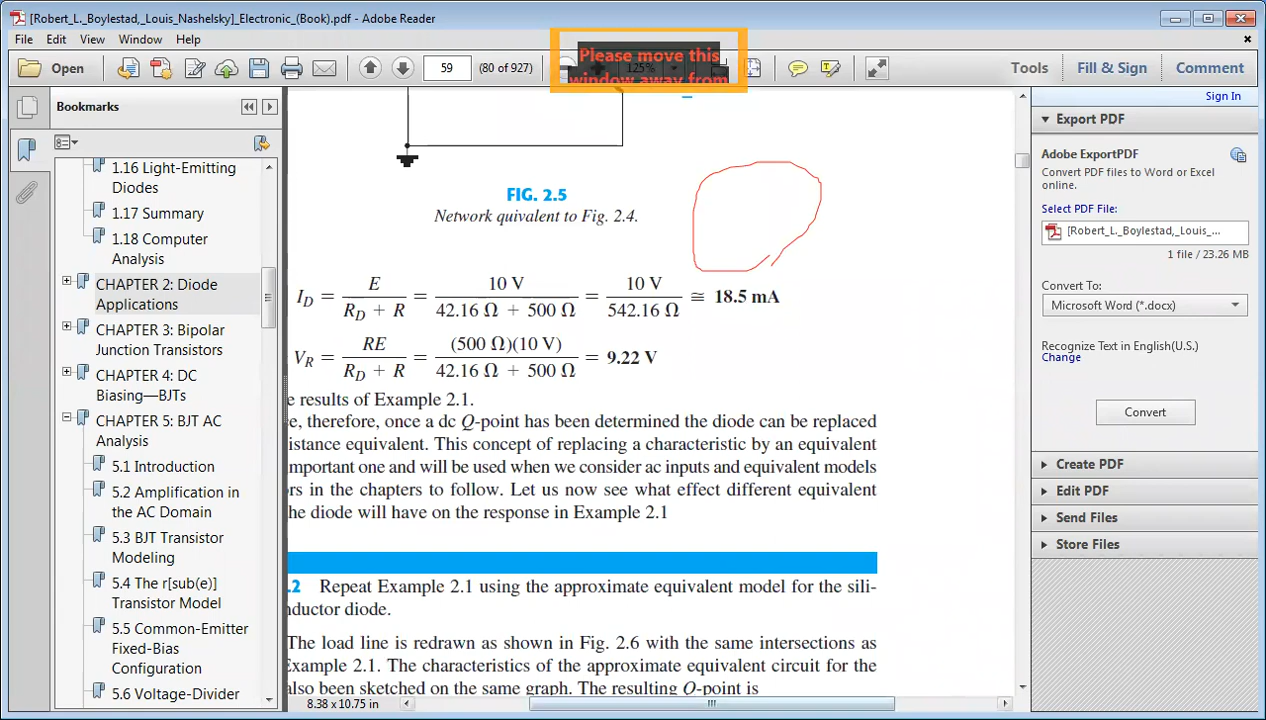 [Robert_L._Boylestad,_Louis_Nashelsky]_Electronic_(Book).pdf - Adobe Reader
File Edit View Window Help
Open 59 (80 of 927) 125% Tools Fill & Sign Comment
Please move this
window away from
Sign In
Bookmarks
1.16 Light-Emitting
Diodes
1.17 Summary
1.18 Computer
Analysis
CHAPTER 2: Diode
Applications
CHAPTER 3: Bipolar
Junction Transistors
CHAPTER 4: DC
Biasing—BJTs
CHAPTER 5: BJT AC
Analysis
5.1 Introduction
5.2 Amplification in
the AC Domain
5.3 BJT Transistor
Modeling
5.4 The r[sub(e)]
Transistor Model
5.5 Common-Emitter
Fixed-Bias
Configuration
5.6 Voltage-Divider
FIG. 2.5
Network quivalent to Fig. 2.4.
I_D = E / (R_D + R) = 10 V / (42.16 Ω + 500 Ω) = 10 V / 542.16 Ω ≅ 18.5 mA
V_R = RE / (R_D + R) = (500 Ω)(10 V) / (42.16 Ω + 500 Ω) = 9.22 V
e results of Example 2.1.
e, therefore, once a dc Q-point has been determined the diode can be replaced
istance equivalent. This concept of replacing a characteristic by an equivalent
mportant one and will be used when we consider ac inputs and equivalent models
rs in the chapters to follow. Let us now see what effect different equivalent
he diode will have on the response in Example 2.1
.2 Repeat Example 2.1 using the approximate equivalent model for the sili-
nductor diode.
The load line is redrawn as shown in Fig. 2.6 with the same intersections as
Example 2.1. The characteristics of the approximate equivalent circuit for the
also been sketched on the same graph. The resulting Q-point is
8.38 x 10.75 in
Export PDF
Adobe ExportPDF
Convert PDF files to Word or Excel
online.
Select PDF File:
[Robert_L._Boylestad,_Louis_...
1 file / 23.26 MB
Convert To:
Microsoft Word (*.docx)
Recognize Text in English(U.S.)
Change
Convert
Create PDF
Edit PDF
Send Files
Store Files